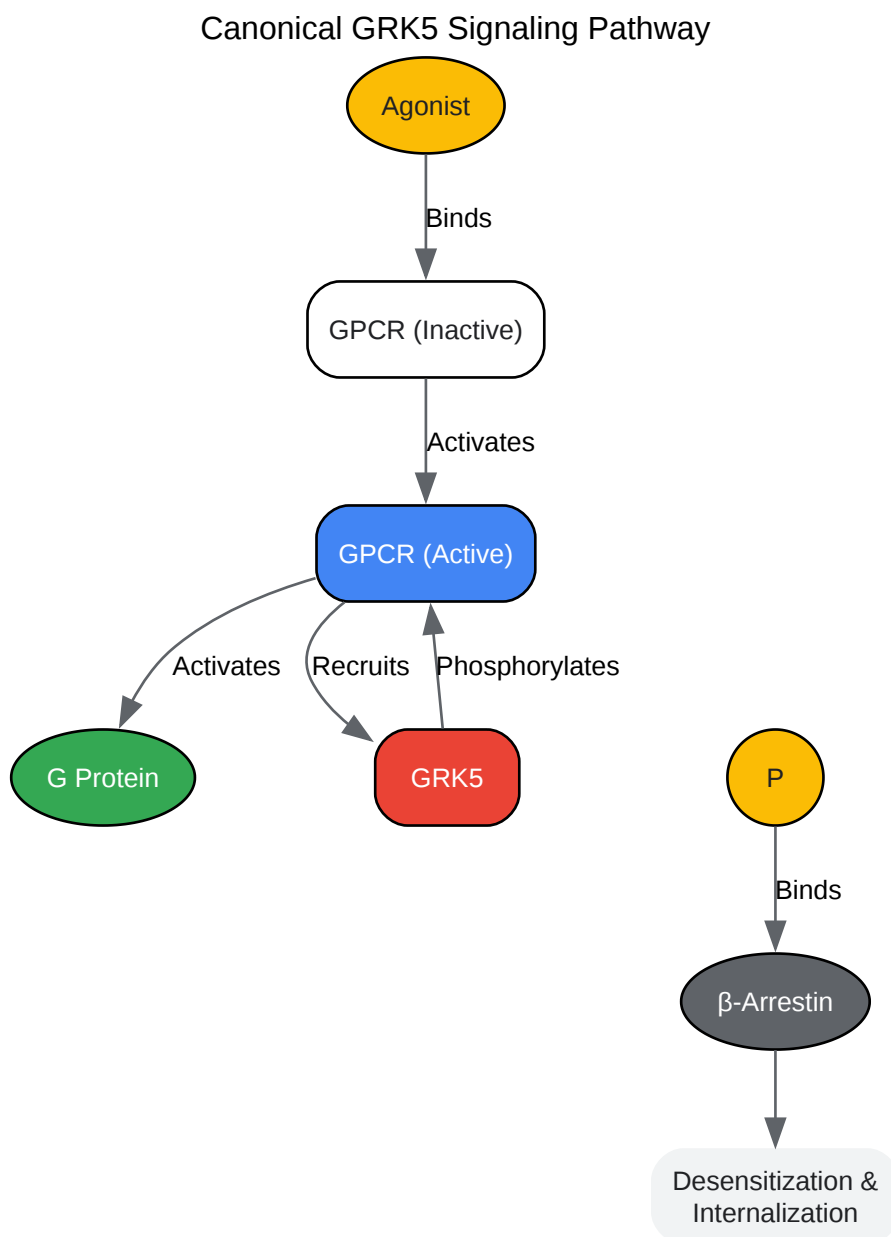 Canonical GRK5 Signaling Pathway
Agonist
Binds
GPCR (Inactive)
Activates
GPCR (Active)
Activates
Recruits
Phosphorylates
G Protein
GRK5
P
Binds
β-Arrestin
Desensitization &
Internalization